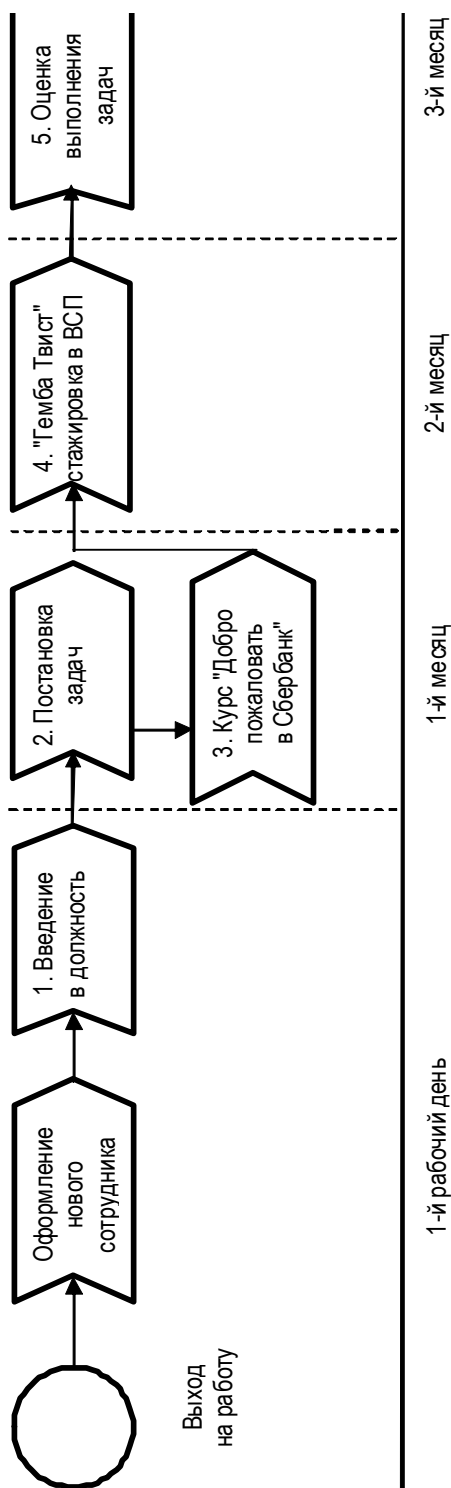 Выход
на работу
Оформление
нового
сотрудника
1. Введение
в должность
2. Постановка
задач
3. Курс "Добро
пожаловать
в Сбербанк"
4. "Гемба Твист"
стажировка в ВСП
5. Оценка
выполнения
задач
1-й рабочий день
1-й месяц
2-й месяц
3-й месяц